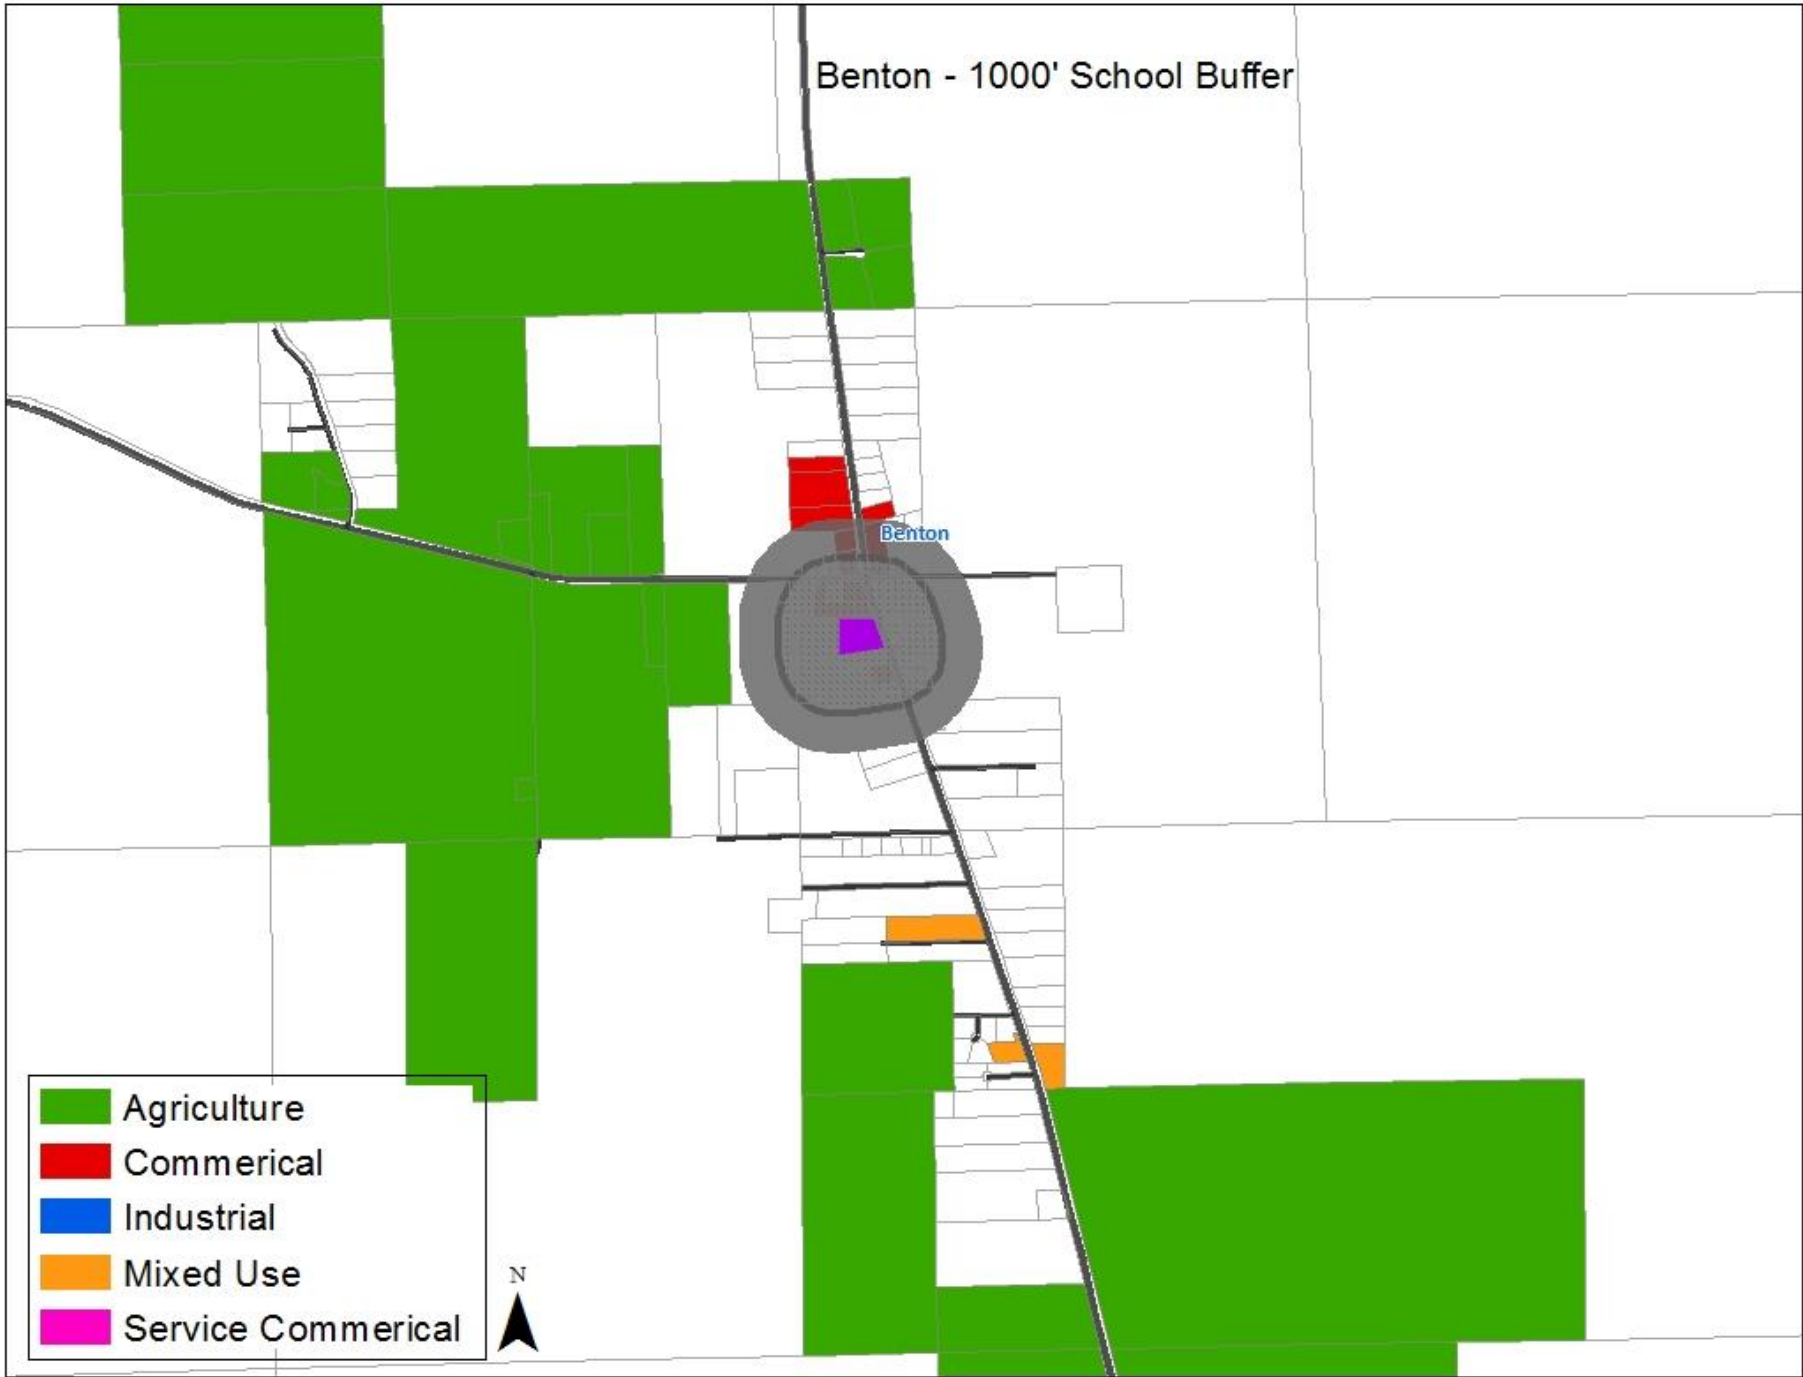 Benton - 1000' School Buffer
Benton
Agriculture
Commerical
Industrial
Mixed Use
Service Commerical
N